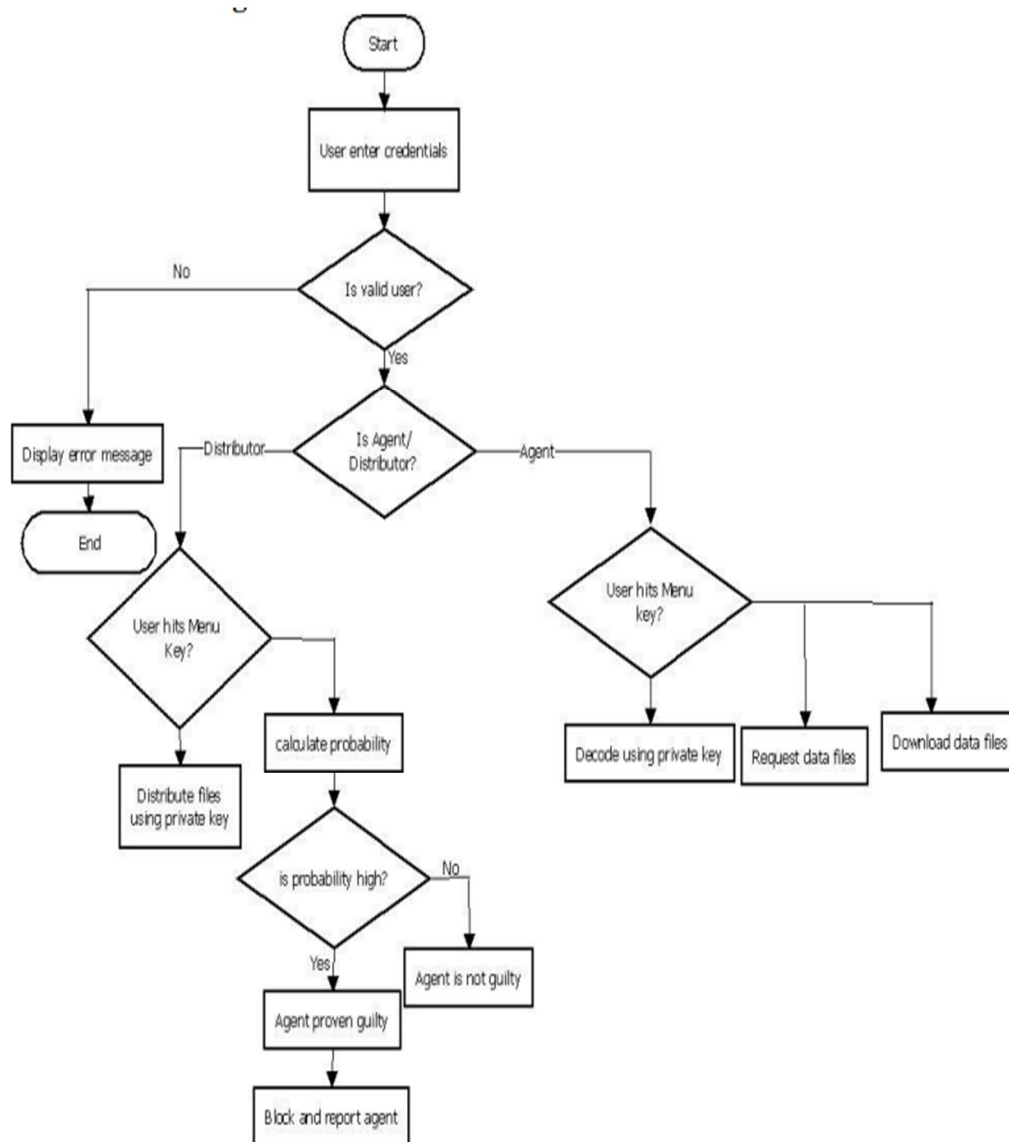 Start
User enter credentials
Is valid user?
No
Yes
Is Agent/
Distributor?
Distributor
Agent
Display error message
End
User hits Menu
Key?
User hits Menu
key?
calculate probability
Distribute files
using private key
Decode using private key
Request data files
Download data files
is probability high?
No
Yes
Agent is not guilty
Agent proven guilty
Block and report agent